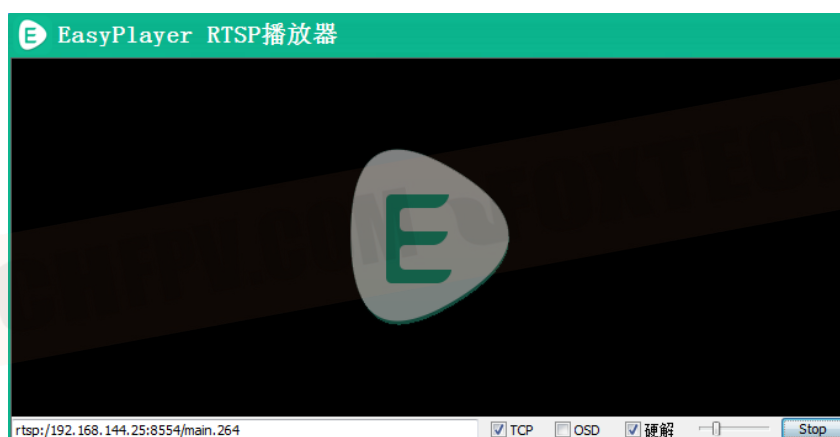 E EasyPlayer RTSP播放器
E
rtsp:/192.168.144.25:8554/main.264 TCP OSD 硬解 Stop